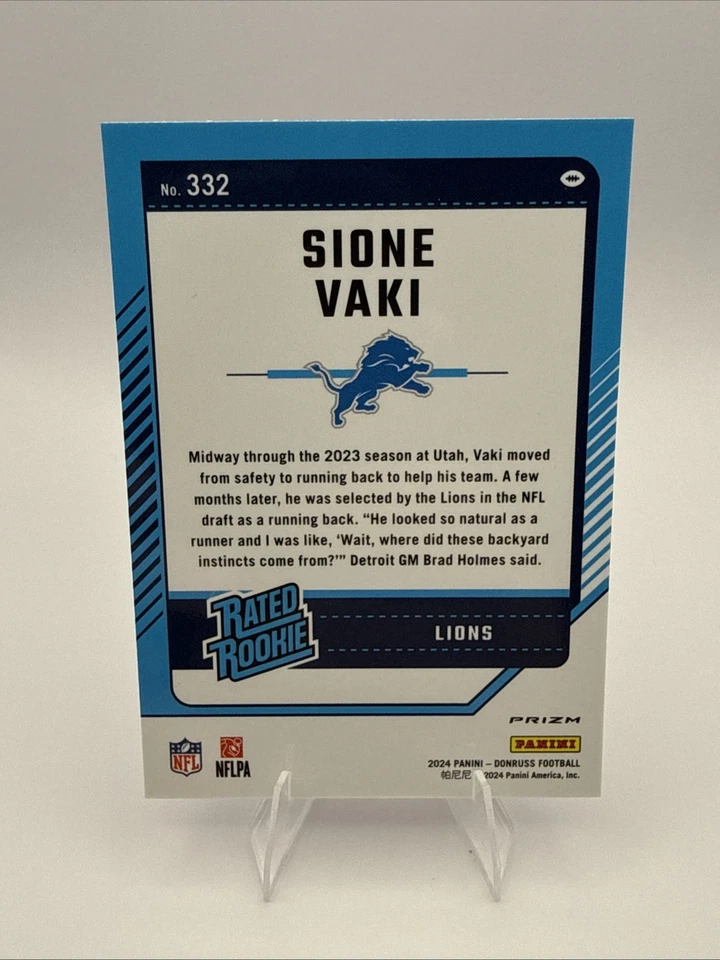 No. 332
SIONE
VAKI
Midway through the 2023 season at Utah, Vaki moved
from safety to running back to help his team. A few
months later, he was selected by the Lions in the NFL
draft as a running back. “He looked so natural as a
runner and I was like, ‘Wait, where did these backyard
instincts come from?’” Detroit GM Brad Holmes said.
RATED
ROOKIE
LIONS
PRIZM
PANINI
NFL
NFLPA
2024 PANINI – DONRUSS FOOTBALL
帕尼尼 2024 Panini America, Inc.